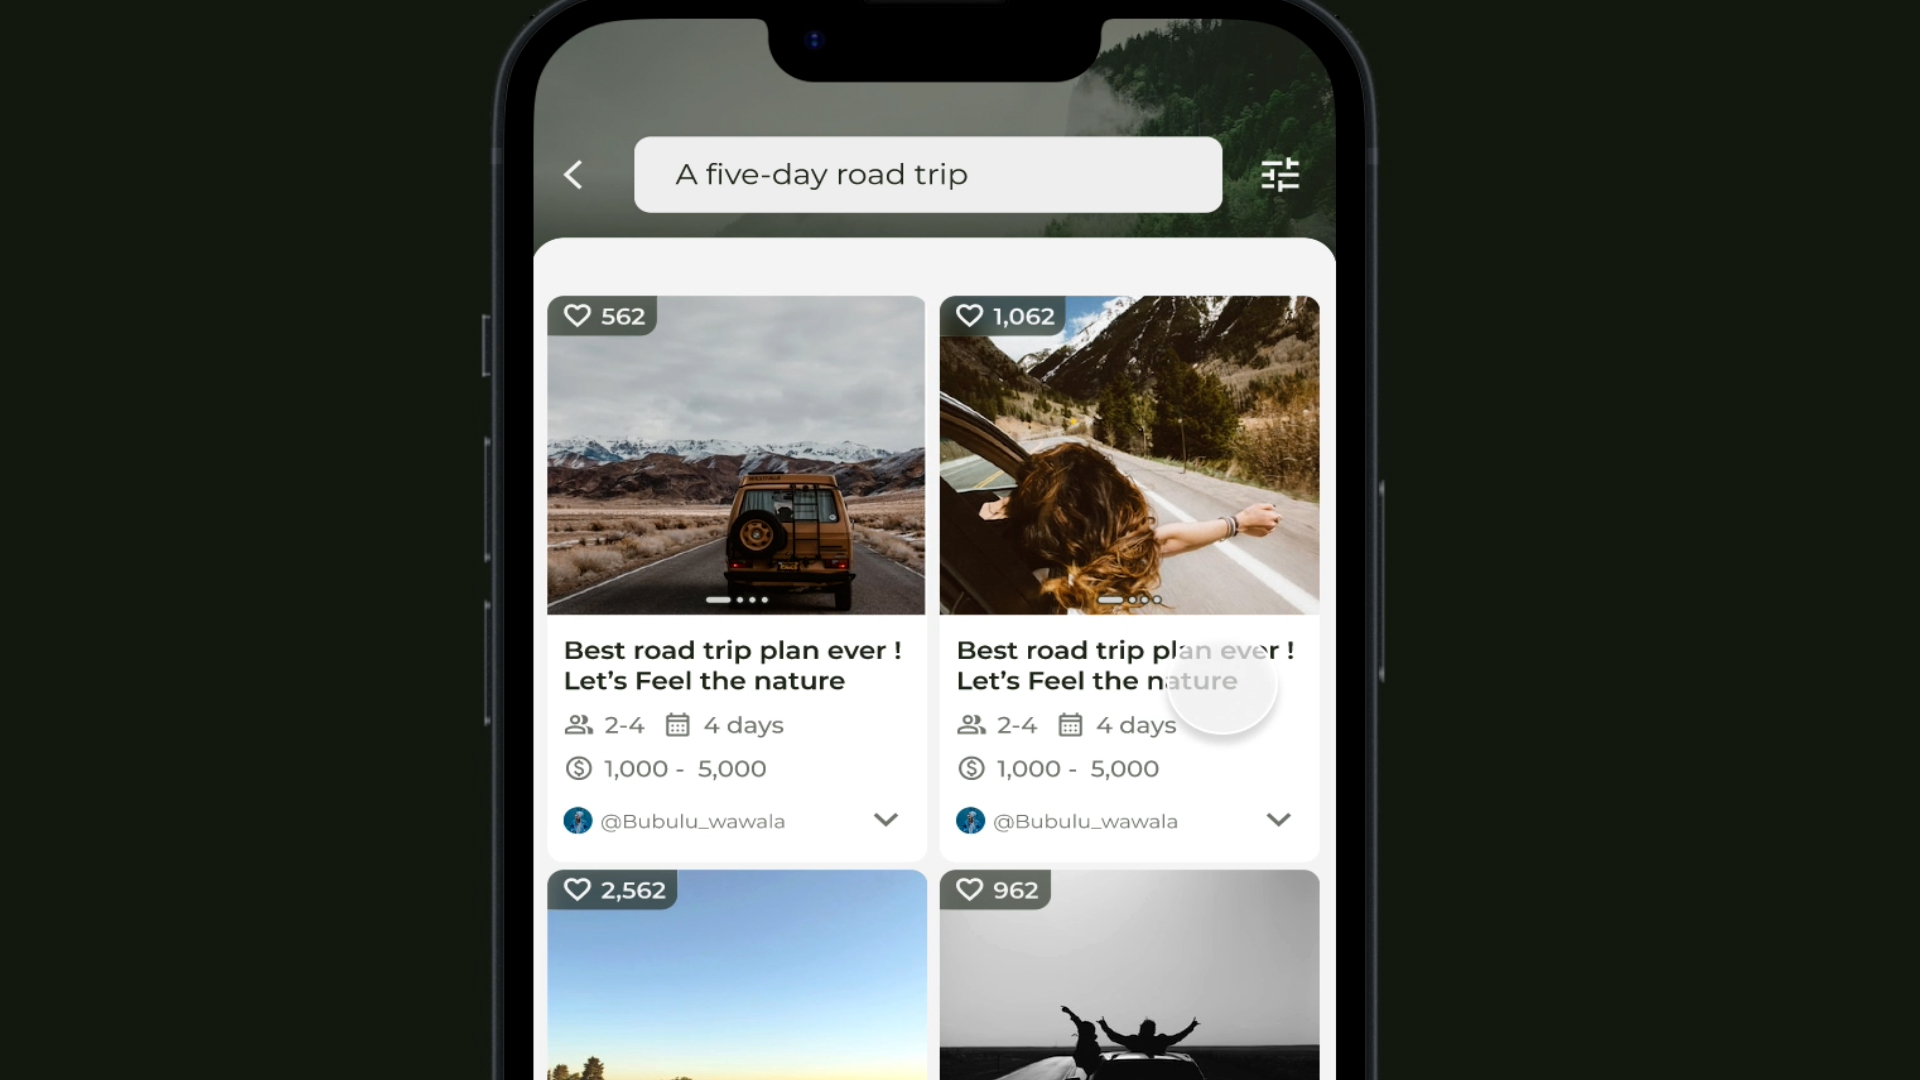 A five-day road trip
562
1,062
Best road trip plan ever !
Let’s Feel the nature
2-4 4 days
1,000 - 5,000
@Bubulu_wawala
Best road trip plan ever !
Let’s Feel the nature
2-4 4 days
1,000 - 5,000
@Bubulu_wawala
2,562
962